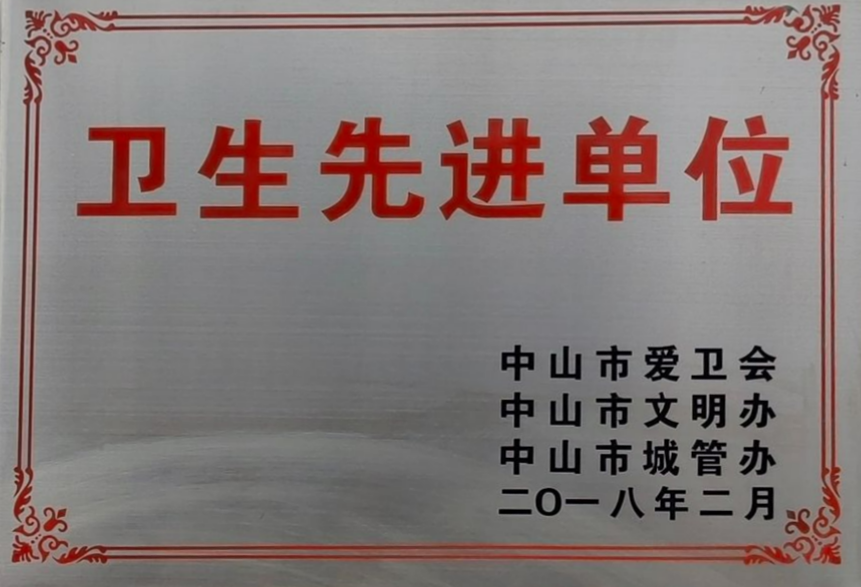 卫生先进单位
中山市爱卫会
中山市文明办
中山市城管办
二O一八年二月